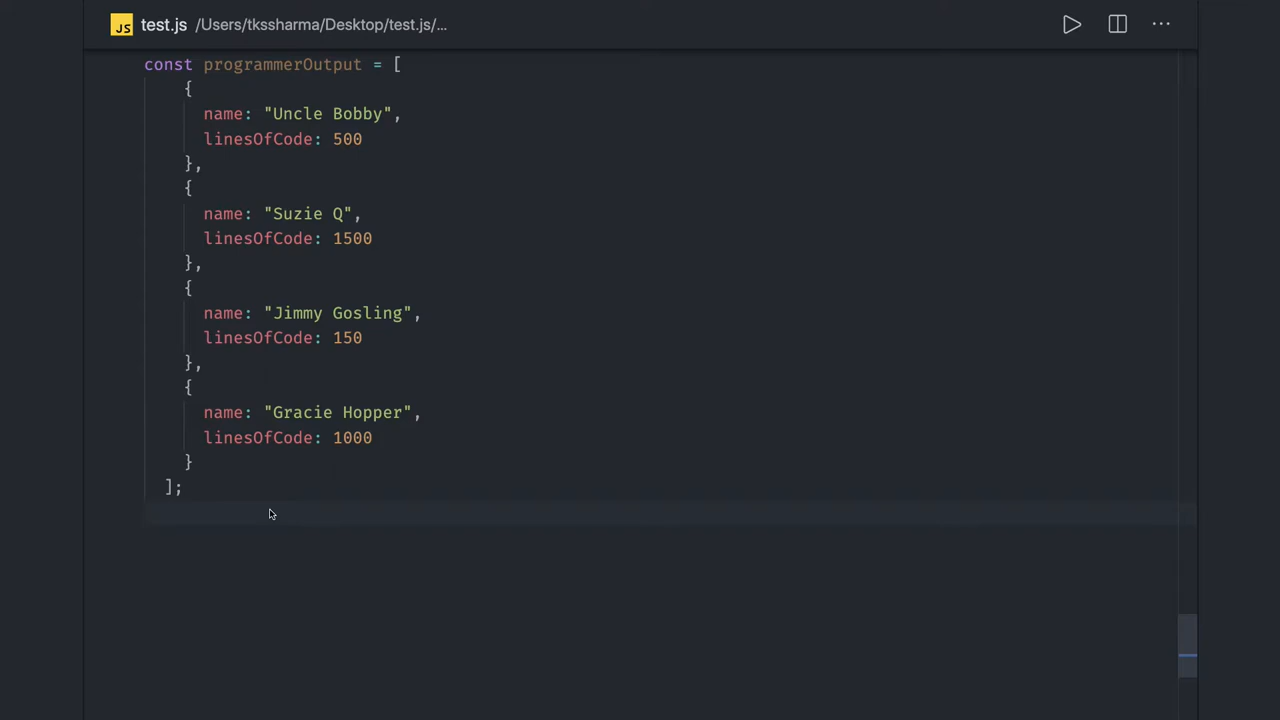 JS test.js /Users/tkssharma/Desktop/test.js/...
const programmerOutput = [
{
name: "Uncle Bobby",
linesOfCode: 500
},
{
name: "Suzie Q",
linesOfCode: 1500
},
{
name: "Jimmy Gosling",
linesOfCode: 150
},
{
name: "Gracie Hopper",
linesOfCode: 1000
}
];